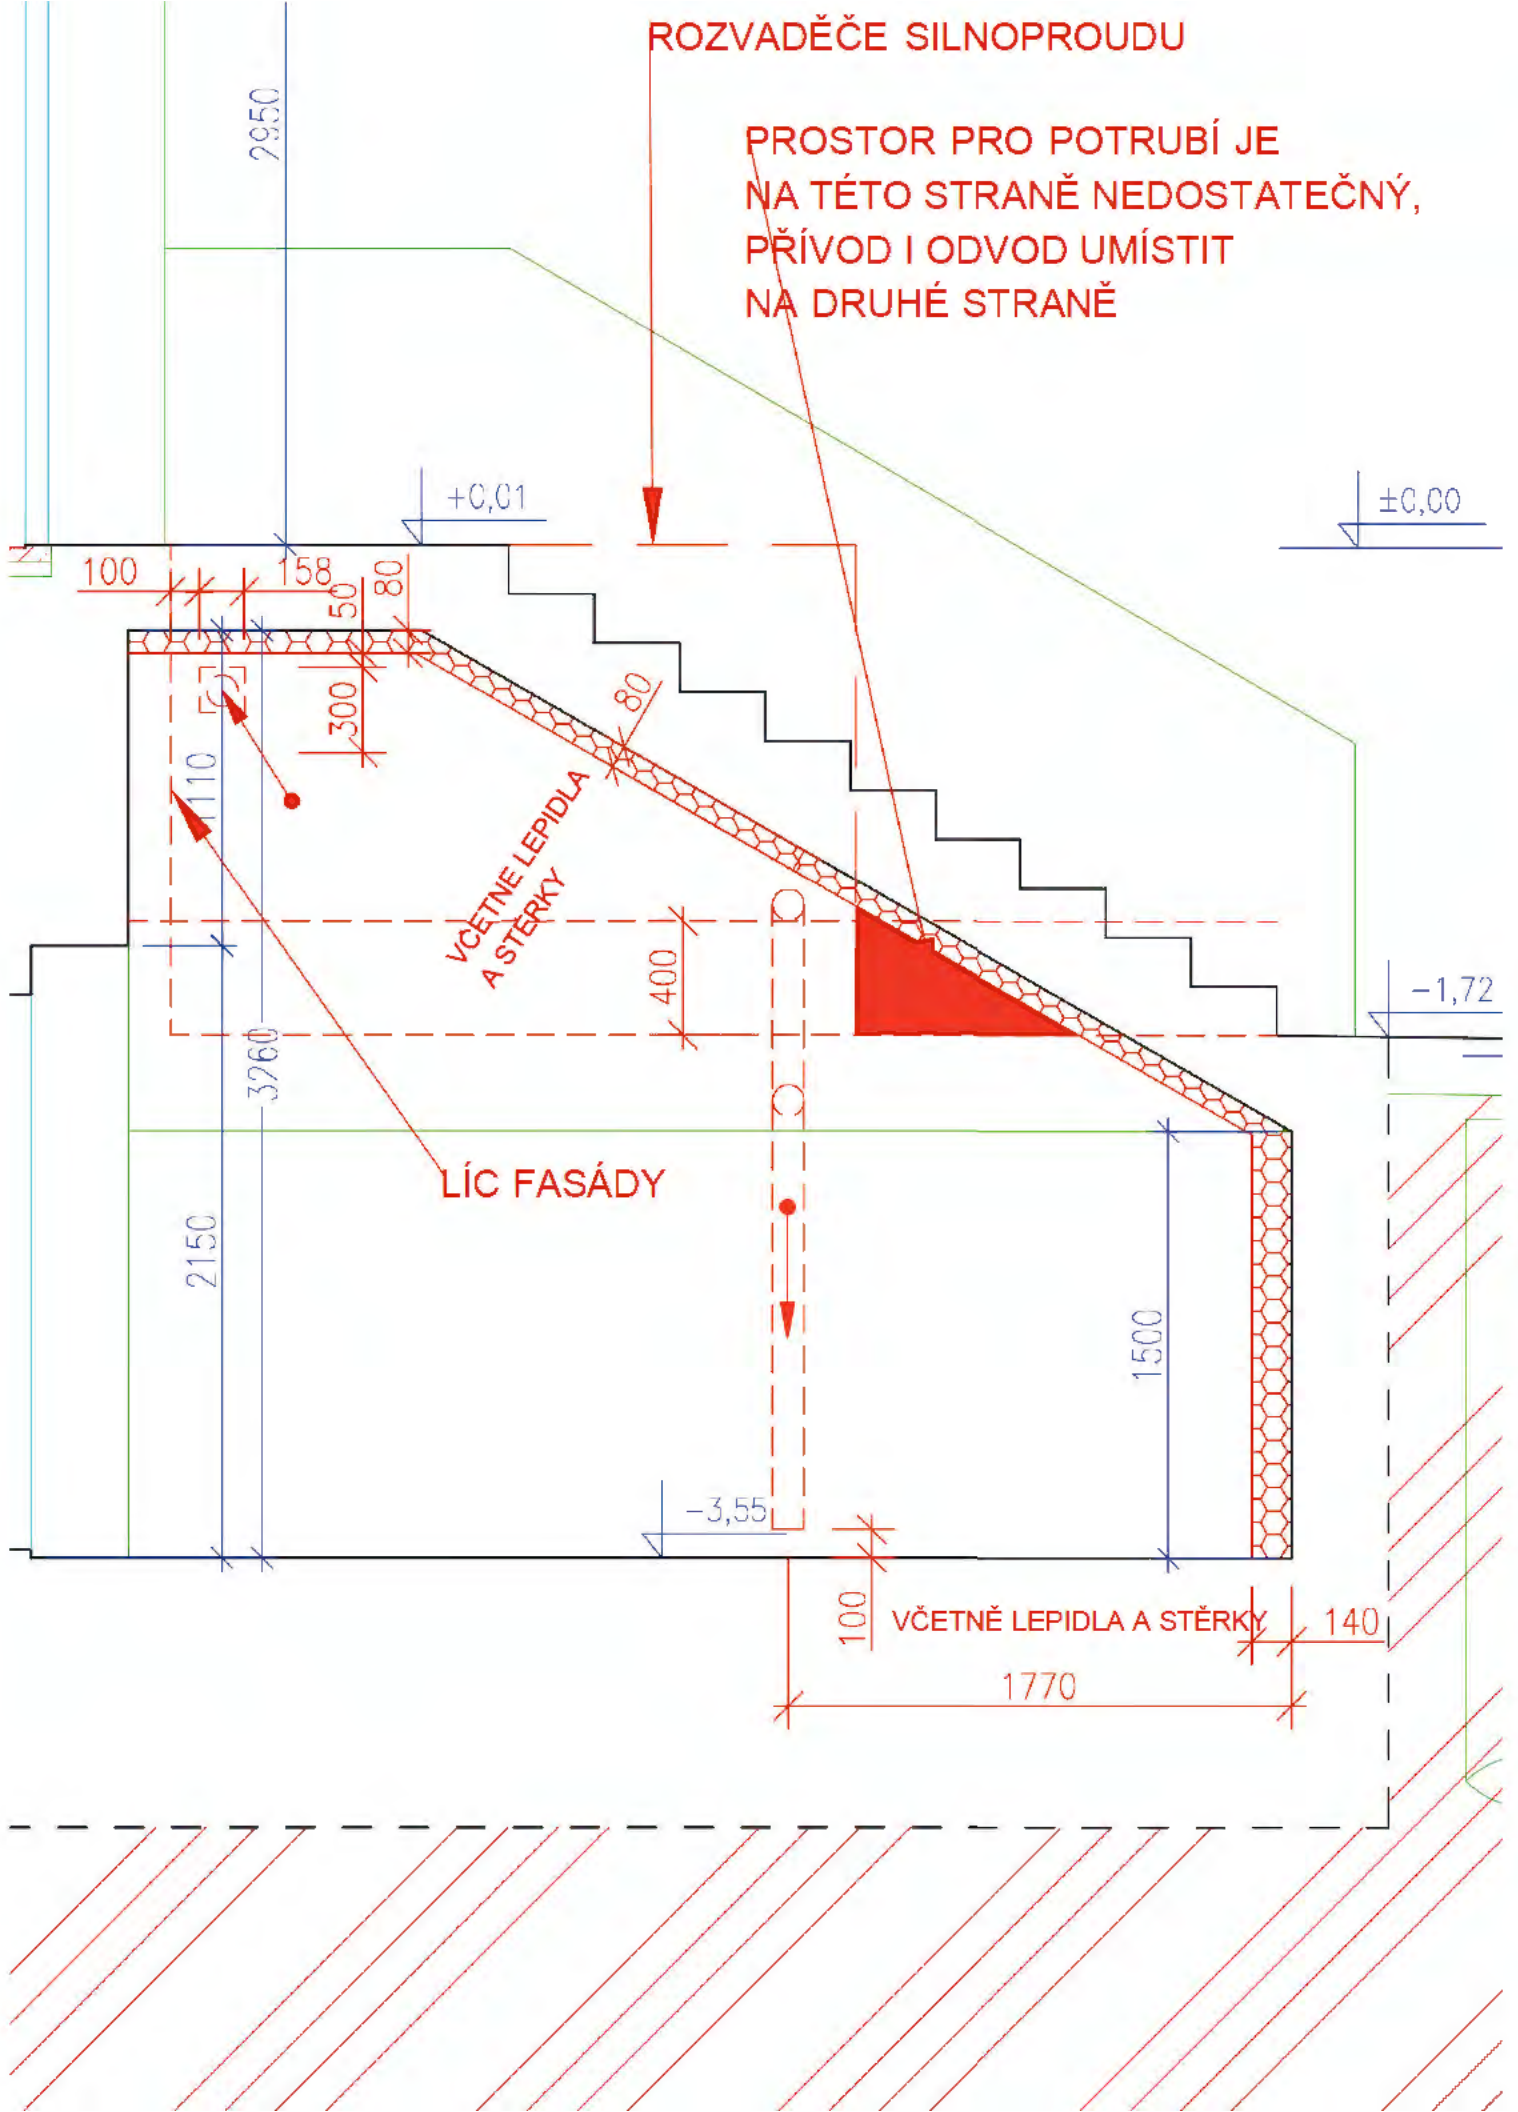 ROZVADĚČE SILNOPROUDU
2950
PROSTOR PRO POTRUBÍ JE
NA TÉTO STRANĚ NEDOSTATEČNÝ,
PŘÍVOD I ODVOD UMÍSTIT
NA DRUHÉ STRANĚ
+0,01
±0,00
100
158
50
80
300
80
1110
VČETNE LEPIDLA
A STĚRKY
400
-1,72
3260
LÍC FASÁDY
2150
1500
-3,55
100
VČETNĚ LEPIDLA A STĚRKY
140
1770